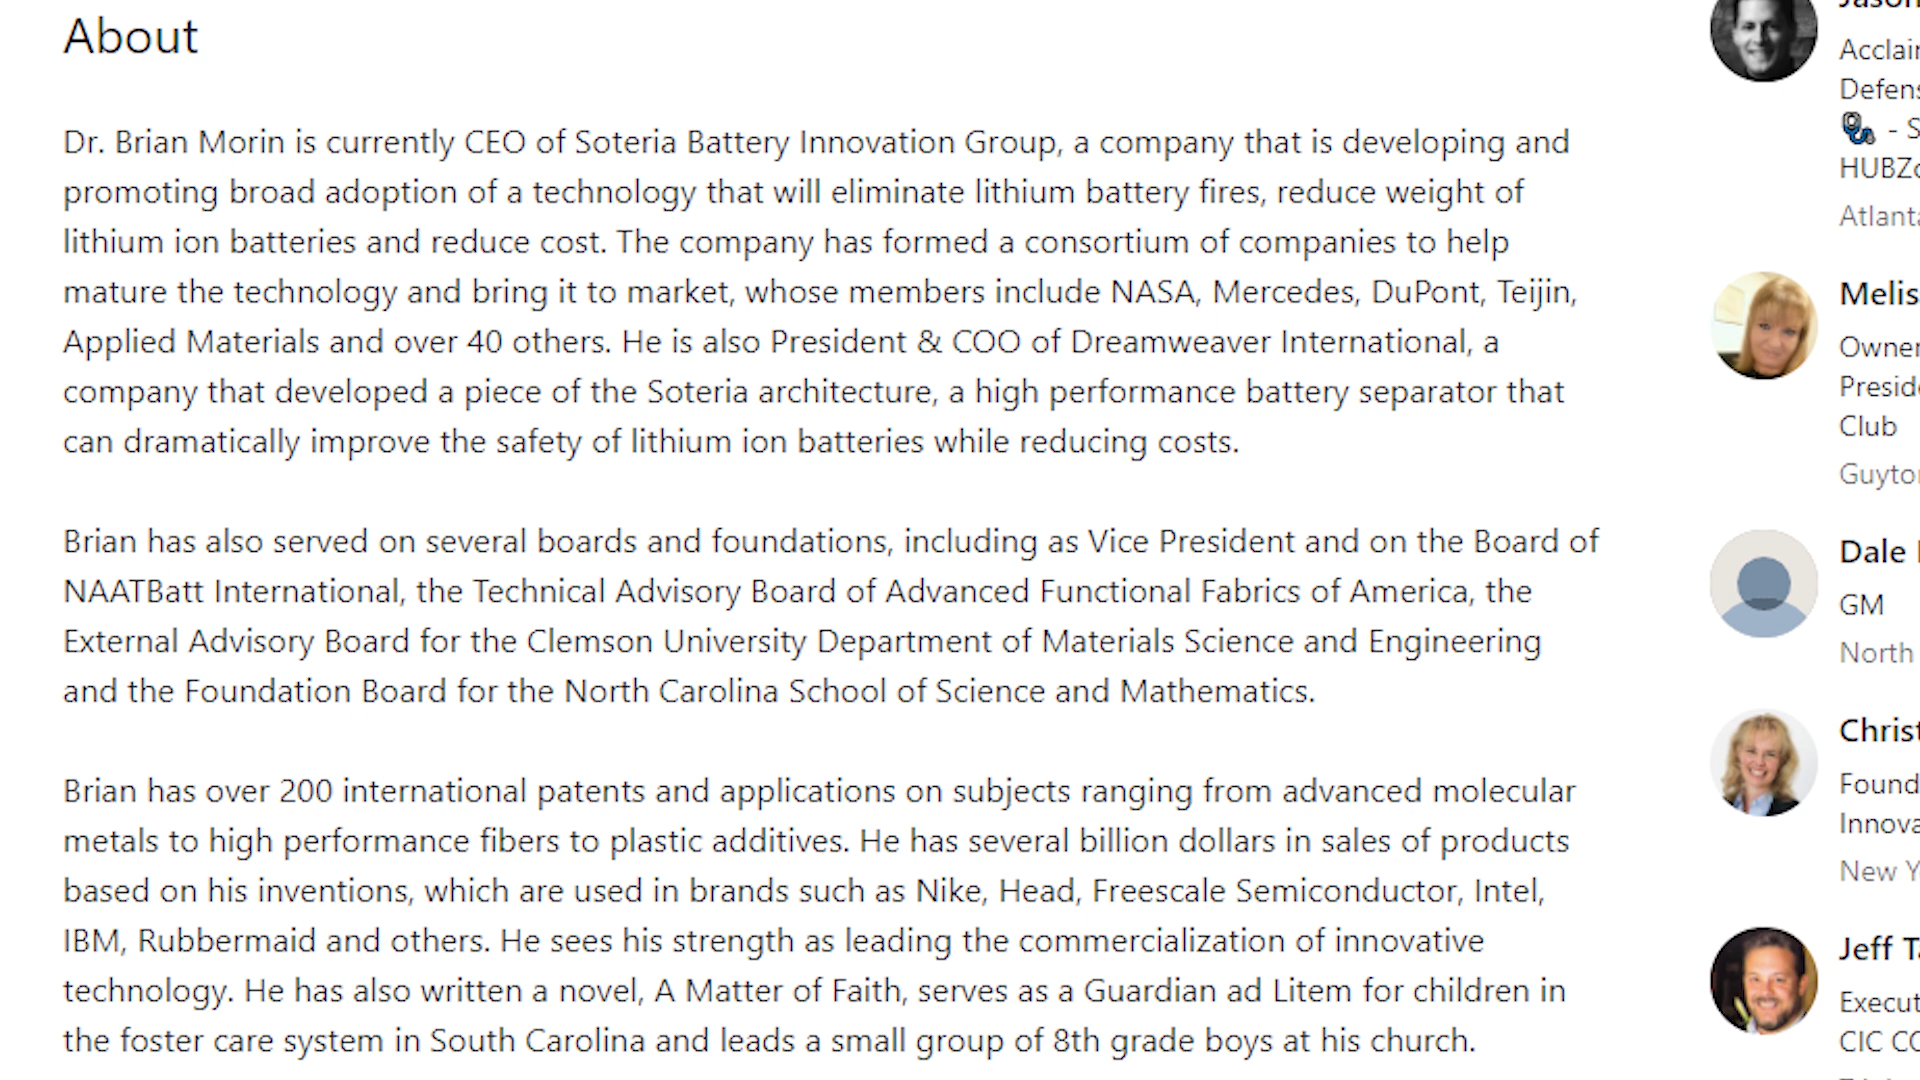 About
Dr. Brian Morin is currently CEO of Soteria Battery Innovation Group, a company that is developing and
promoting broad adoption of a technology that will eliminate lithium battery fires, reduce weight of
lithium ion batteries and reduce cost. The company has formed a consortium of companies to help
mature the technology and bring it to market, whose members include NASA, Mercedes, DuPont, Teijin,
Applied Materials and over 40 others. He is also President & COO of Dreamweaver International, a
company that developed a piece of the Soteria architecture, a high performance battery separator that
can dramatically improve the safety of lithium ion batteries while reducing costs.
Brian has also served on several boards and foundations, including as Vice President and on the Board of
NAATBatt International, the Technical Advisory Board of Advanced Functional Fabrics of America, the
External Advisory Board for the Clemson University Department of Materials Science and Engineering
and the Foundation Board for the North Carolina School of Science and Mathematics.
Brian has over 200 international patents and applications on subjects ranging from advanced molecular
metals to high performance fibers to plastic additives. He has several billion dollars in sales of products
based on his inventions, which are used in brands such as Nike, Head, Freescale Semiconductor, Intel,
IBM, Rubbermaid and others. He sees his strength as leading the commercialization of innovative
technology. He has also written a novel, A Matter of Faith, serves as a Guardian ad Litem for children in
the foster care system in South Carolina and leads a small group of 8th grade boys at his church.
- S
Club
Dale
GM
North
New Y
Jeff
CIC